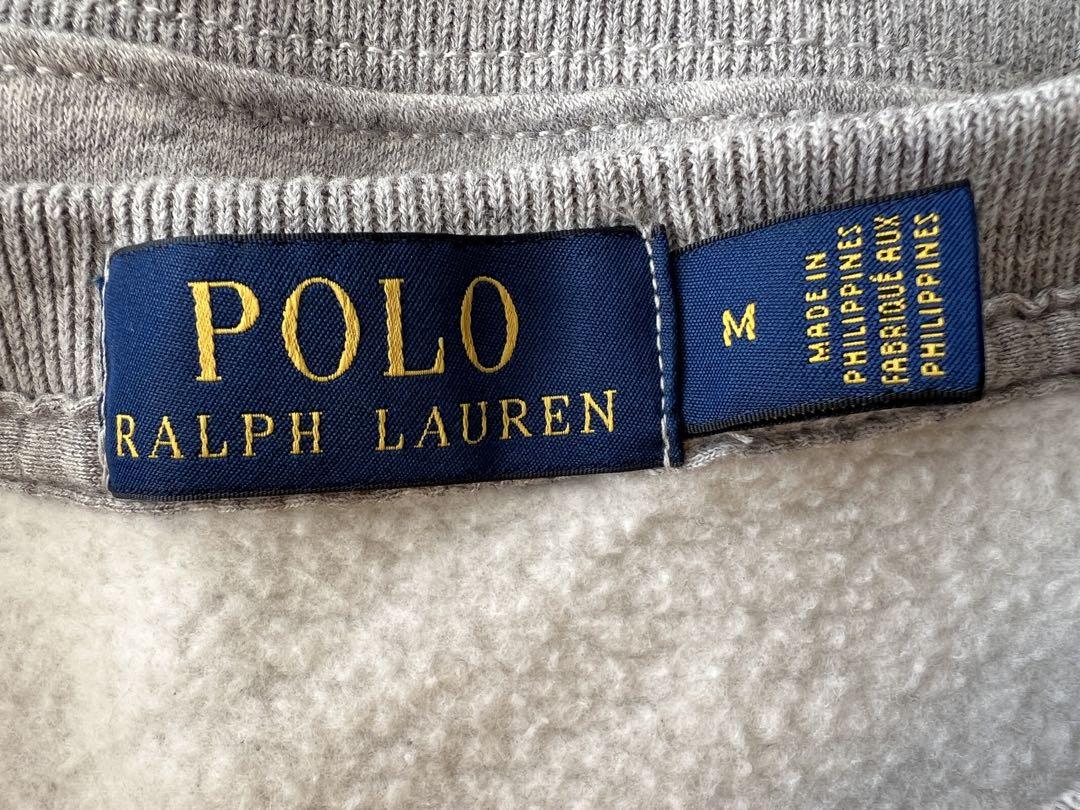 POLO
RALPH LAUREN
M
MADE IN
PHILIPPINES
FABRIQUÉ AUX
PHILIPPINES